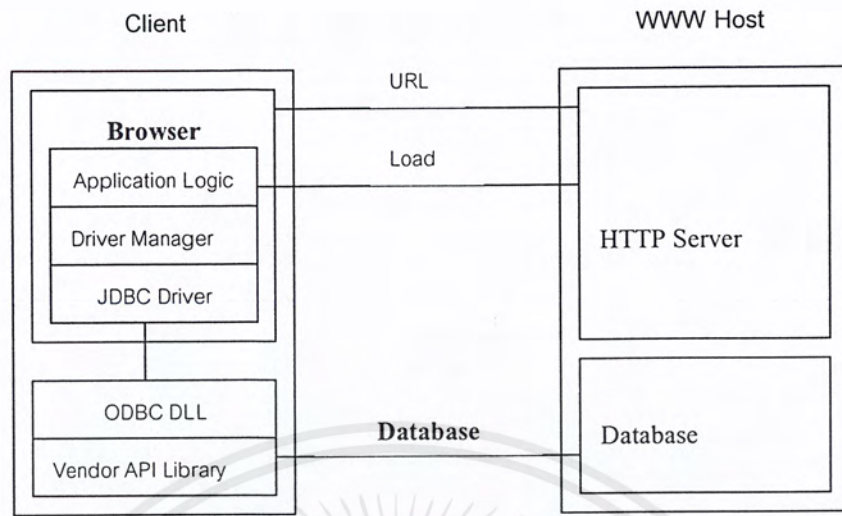 Client
WWW Host
URL
Browser
Load
Application Logic
Driver Manager
HTTP Server
JDBC Driver
ODBC DLL
Database
Database
Vendor API Library